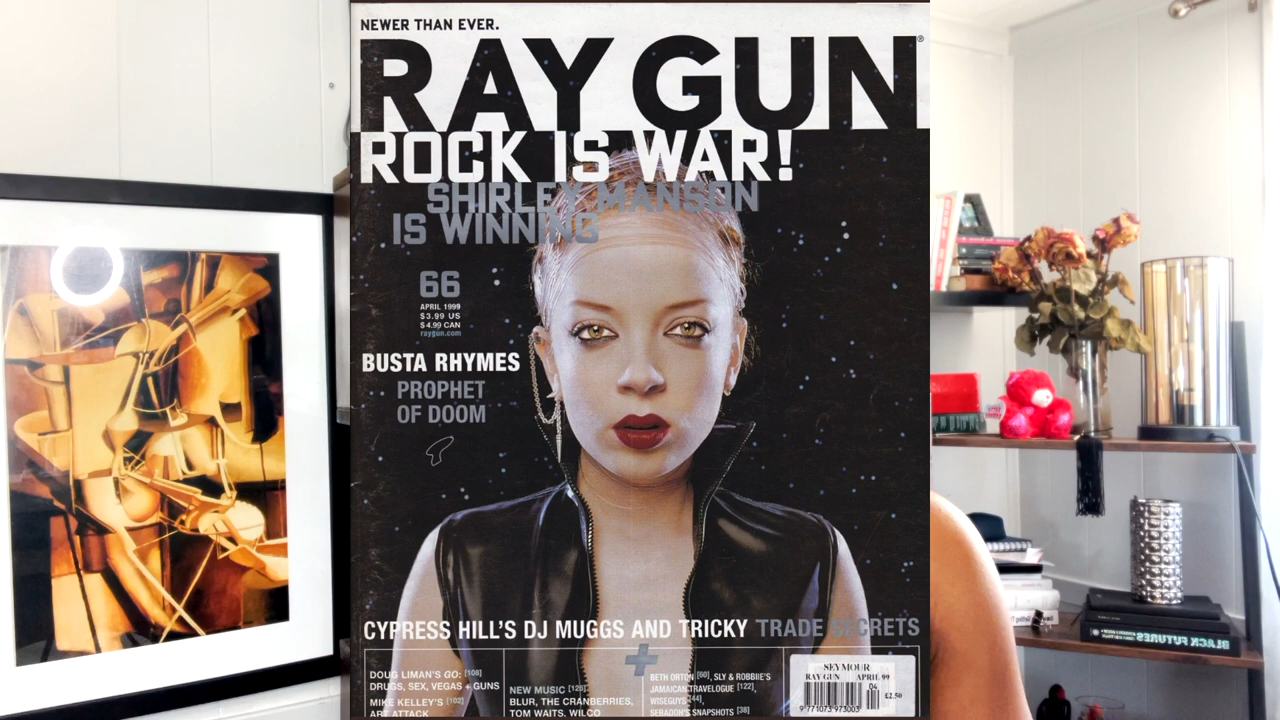 NEWER THAN EVER.
RAY GUN®
ROCK IS WAR!
SHIRLEY MANSON
IS WINNING
66
APRIL 1999
$3.99 US
$4.99 CAN
raygun.com
BUSTA RHYMES
PROPHET
OF DOOM
CYPRESS HILL'S DJ MUGGS AND TRICKY TRADE SECRETS
DOUG LIMAN'S GO: [108]
DRUGS, SEX, VEGAS + GUNS
MIKE KELLEY'S [102]
ART ATTACK
NEW MUSIC [125]
BLUR, THE CRANBERRIES,
TOM WAITS, WILCO
BETH ORTON [60], SLY & ROBBIE'S
JAMAICAN TRAVELOGUE [122],
WISEGUYS [44],
SERADON'S SNAPSHOTS [38]
SEYMOUR
RAY GUN APRIL 99
04
£2.50
9 771073 973003
BLACK FUTURES